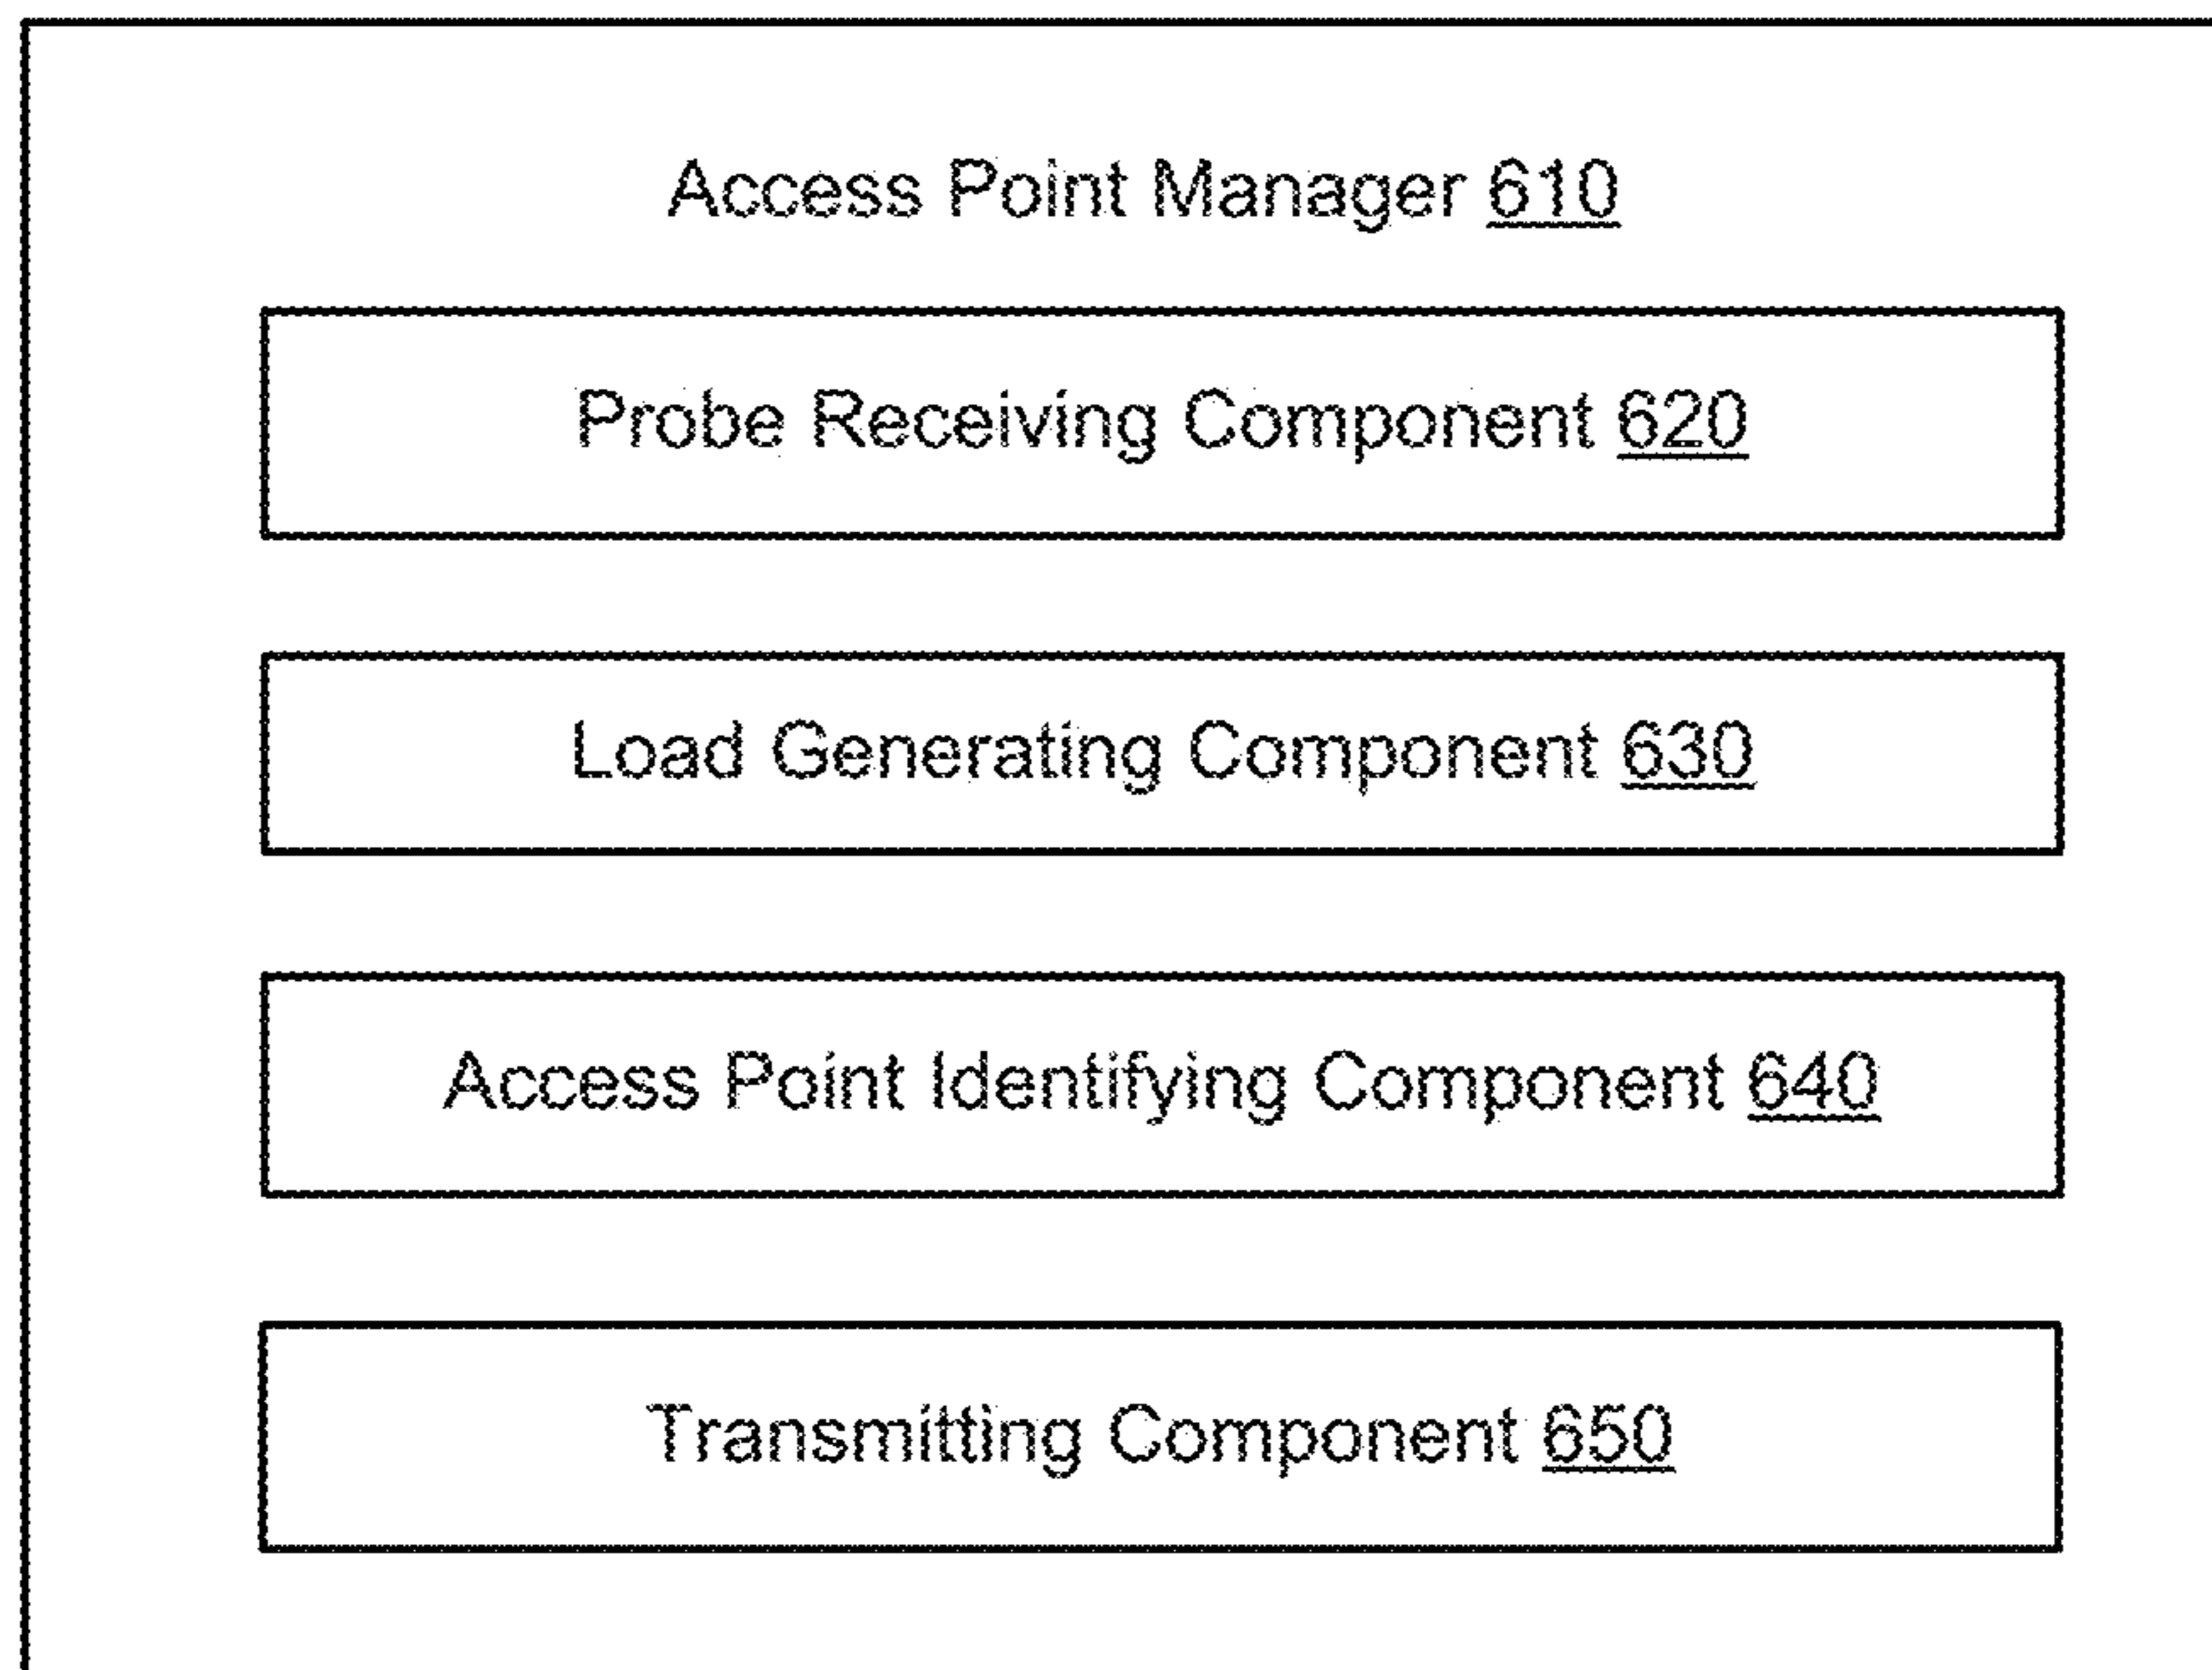 Access Point Manager 610
Probe Receiving Component 620
Load Generating Component 630
Access Point Identifying Component 640
Transmitting Component 650